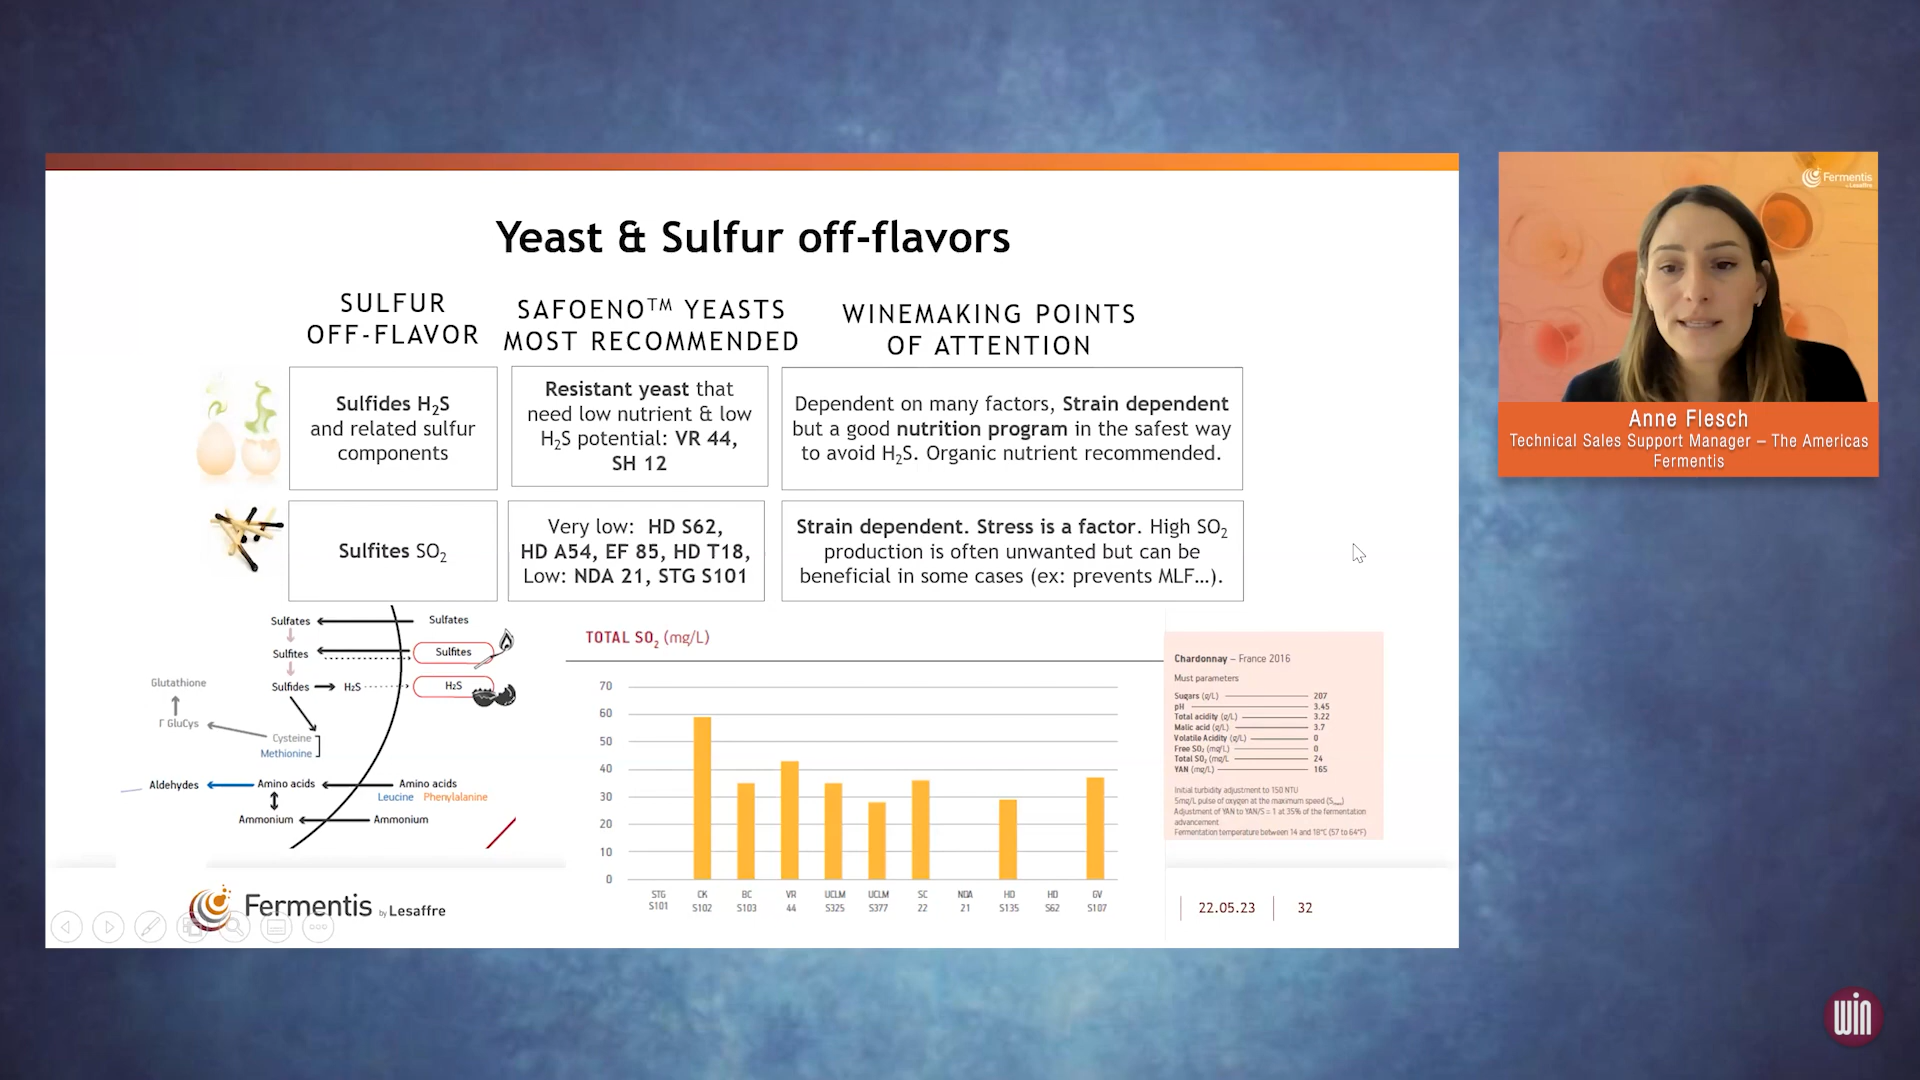 Yeast & Sulfur off-flavors
SULFUR
OFF-FLAVOR
SAFOENO™ YEASTS
MOST RECOMMENDED
WINEMAKING POINTS
OF ATTENTION
Sulfides H₂S
and related sulfur
components
Resistant yeast that
need low nutrient & low
H₂S potential: VR 44,
SH 12
Dependent on many factors, Strain dependent
but a good nutrition program in the safest way
to avoid H₂S. Organic nutrient recommended.
Sulfites SO₂
Very low: HD S62,
HD A54, EF 85, HD T18,
Low: NDA 21, STG S101
Strain dependent. Stress is a factor. High SO₂
production is often unwanted but can be
beneficial in some cases (ex: prevents MLF…).
Sulfates
Sulfates
Sulfites
Sulfites
Sulfides
H₂S
H₂S
Glutathione
Γ GluCys
Cysteine
Methionine
Aldehydes
Amino acids
Amino acids
Leucine Phenylalanine
Ammonium
Ammonium
TOTAL SO₂ (mg/L)
70
60
50
40
30
20
10
0
STG
S101
CK
S102
BC
S103
VR
44
UCLM
S325
UCLM
S377
SC
22
NDA
21
HD
S135
HD
S62
GV
S107
Chardonnay – France 2016
Must parameters
Sugars (g/L) 207
pH 3.45
Total acidity (g/L) 3.22
Malic acid (g/L) 3.7
Volatile Acidity (g/L) 0
Free SO₂ (mg/L) 0
Total SO₂ (mg/L 24
YAN (mg/L) 165
Initial turbidity adjustment to 150 NTU
5mg/L pulse of oxygen at the maximum speed (Smax)
Adjustment of YAN to YAN/S = 1 at 35% of the fermentation
advancement
Fermentation temperature between 14 and 18°C (57 to 64°F)
Fermentis by Lesaffre
22.05.23
32
Fermentis
by Lesaffre
Anne Flesch
Technical Sales Support Manager – The Americas
Fermentis
win